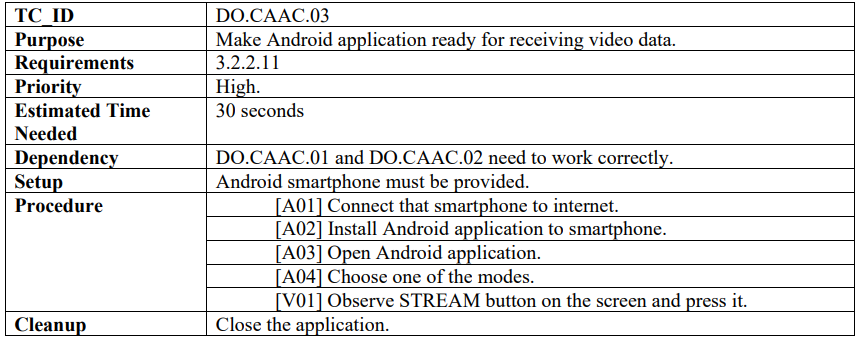 TC_ID DO.CAAC.03
Purpose Make Android application ready for receiving video data.
Requirements 3.2.2.11
Priority High.
Estimated Time Needed 30 seconds
Dependency DO.CAAC.01 and DO.CAAC.02 need to work correctly.
Setup Android smartphone must be provided.
Procedure [A01] Connect that smartphone to internet.
[A02] Install Android application to smartphone.
[A03] Open Android application.
[A04] Choose one of the modes.
[V01] Observe STREAM button on the screen and press it.
Cleanup Close the application.